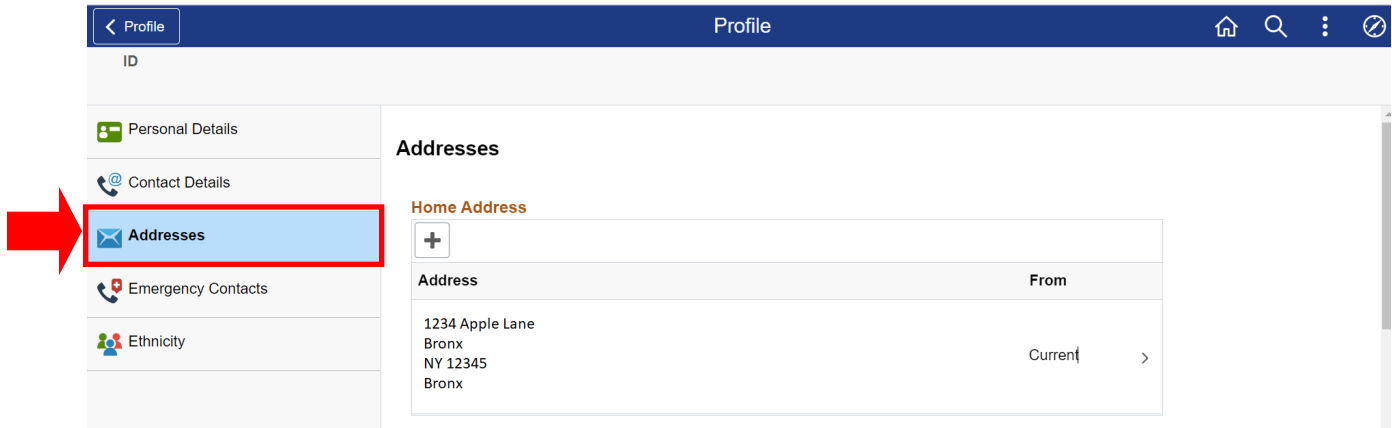 Profile
Profile
ID
Personal Details
Contact Details
Addresses
Emergency Contacts
Ethnicity
Addresses
Home Address
Address From
1234 Apple Lane
Bronx
NY 12345
Bronx
Current